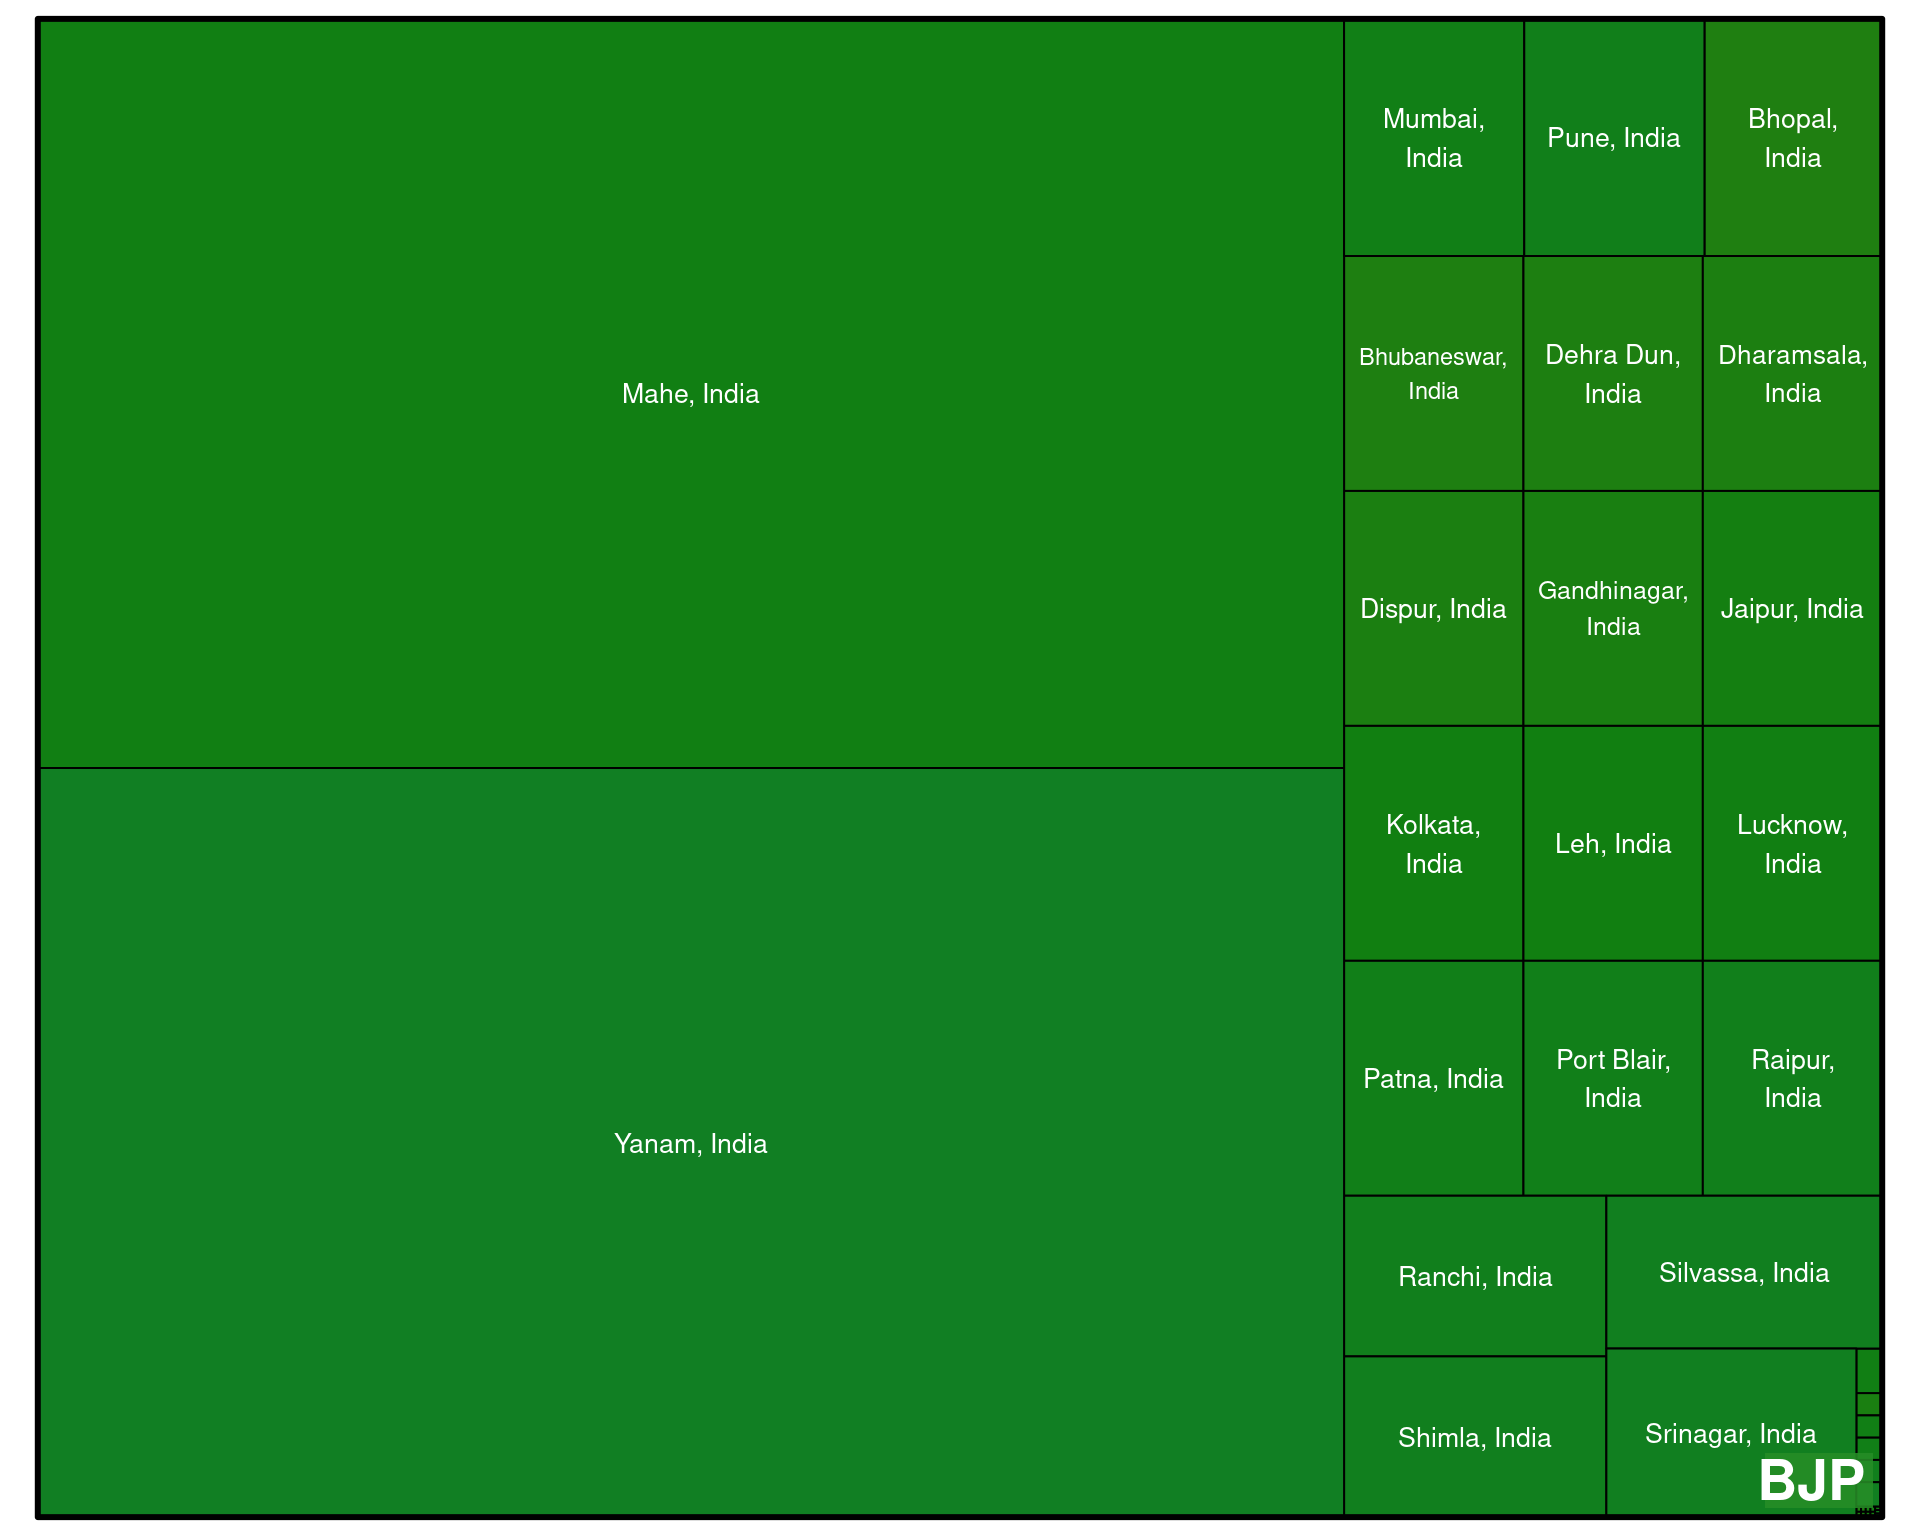 Mumbai,
India
Pune, India
Bhopal,
India
Mahe, India
Bhubaneswar,
India
Dehra Dun,
India
Dharamsala,
India
Dispur, India
Gandhinagar,
India
Jaipur, India
Kolkata,
India
Leh, India
Lucknow,
India
Patna, India
Port Blair,
India
Raipur,
India
Yanam, India
Ranchi, India
Silvassa, India
Shimla, India
Srinagar, India
BJP